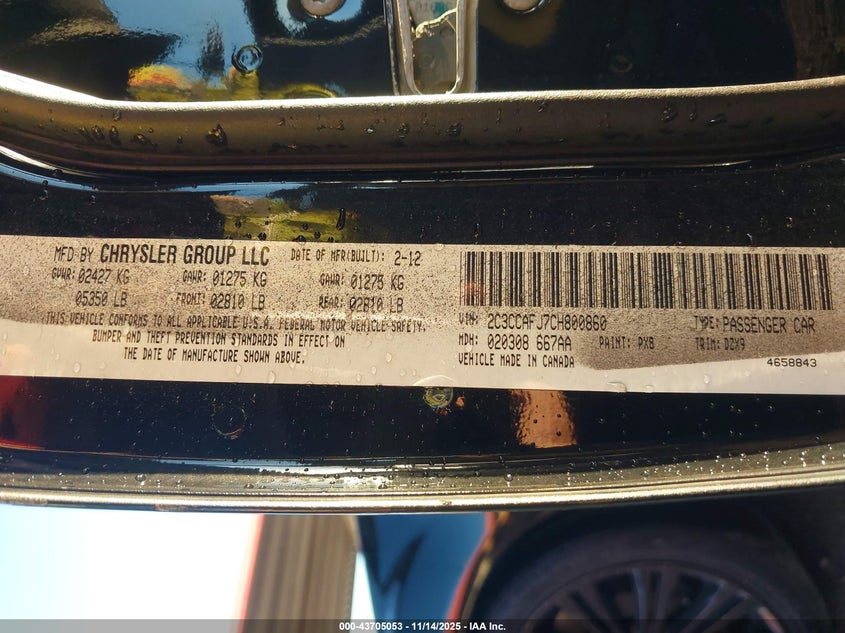 MFD BY CHRYSLER GROUP LLC DATE OF MFR(BUILT): 2-12
GVWR: 02427 KG GAWR: 01275 KG GAWR: 01275 KG
05350 LB FRONT: 02810 LB REAR: 02810 LB
THIS VEHICLE CONFORMS TO ALL APPLICABLE U.S.A. FEDERAL MOTOR VEHICLE SAFETY,
BUMPER AND THEFT PREVENTION STANDARDS IN EFFECT ON
THE DATE OF MANUFACTURE SHOWN ABOVE.
VIN: 2C3CCAFJ7CH800860 TYPE: PASSENGER CAR
MDH: 020308 667AA PAINT: PX8 TRIM: DZX9
VEHICLE MADE IN CANADA 4658843
000-43705053 — 11/14/2025 - IAA Inc.